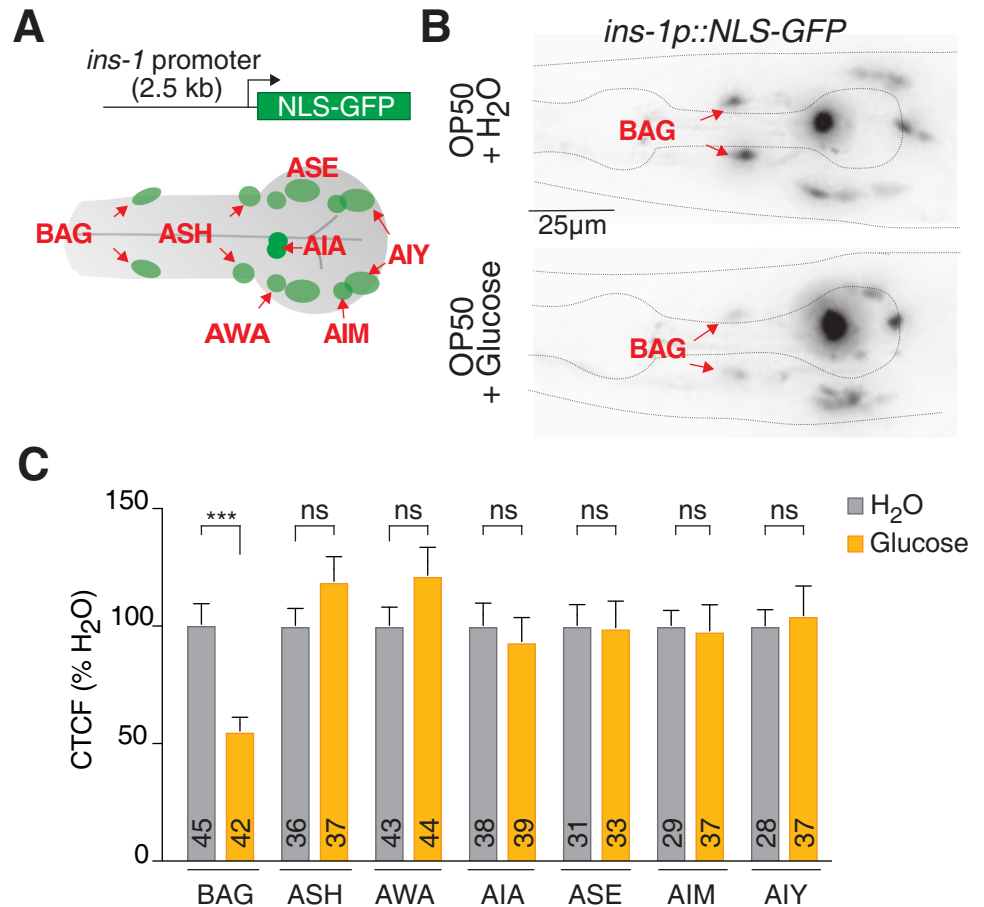 A
ins-1 promoter
(2.5 kb)
NLS-GFP
ASE
BAG
ASH
AIA
AIY
AWA
AIM
B
ins-1p::NLS-GFP
OP50
+ H₂O
BAG
25µm
OP50
+ Glucose
BAG
C
CTCF (% H₂O)
150
100
50
0
*** ns ns ns ns ns ns
H₂O
Glucose
45 42 36 37 43 44 38 39 31 33 29 37 28 37
BAG ASH AWA AIA ASE AIM AIY